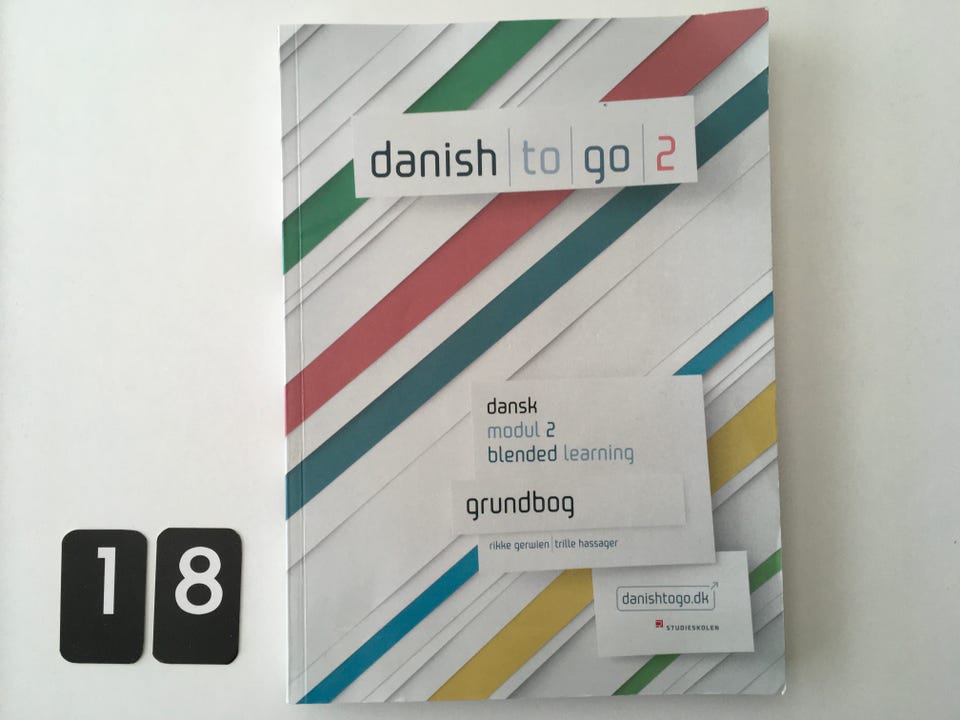 danish to go 2
dansk
modul 2
blended learning
grundbog
rikke gerwien | trille hassager
danishtogo.dk
STUDIESKOLEN
18